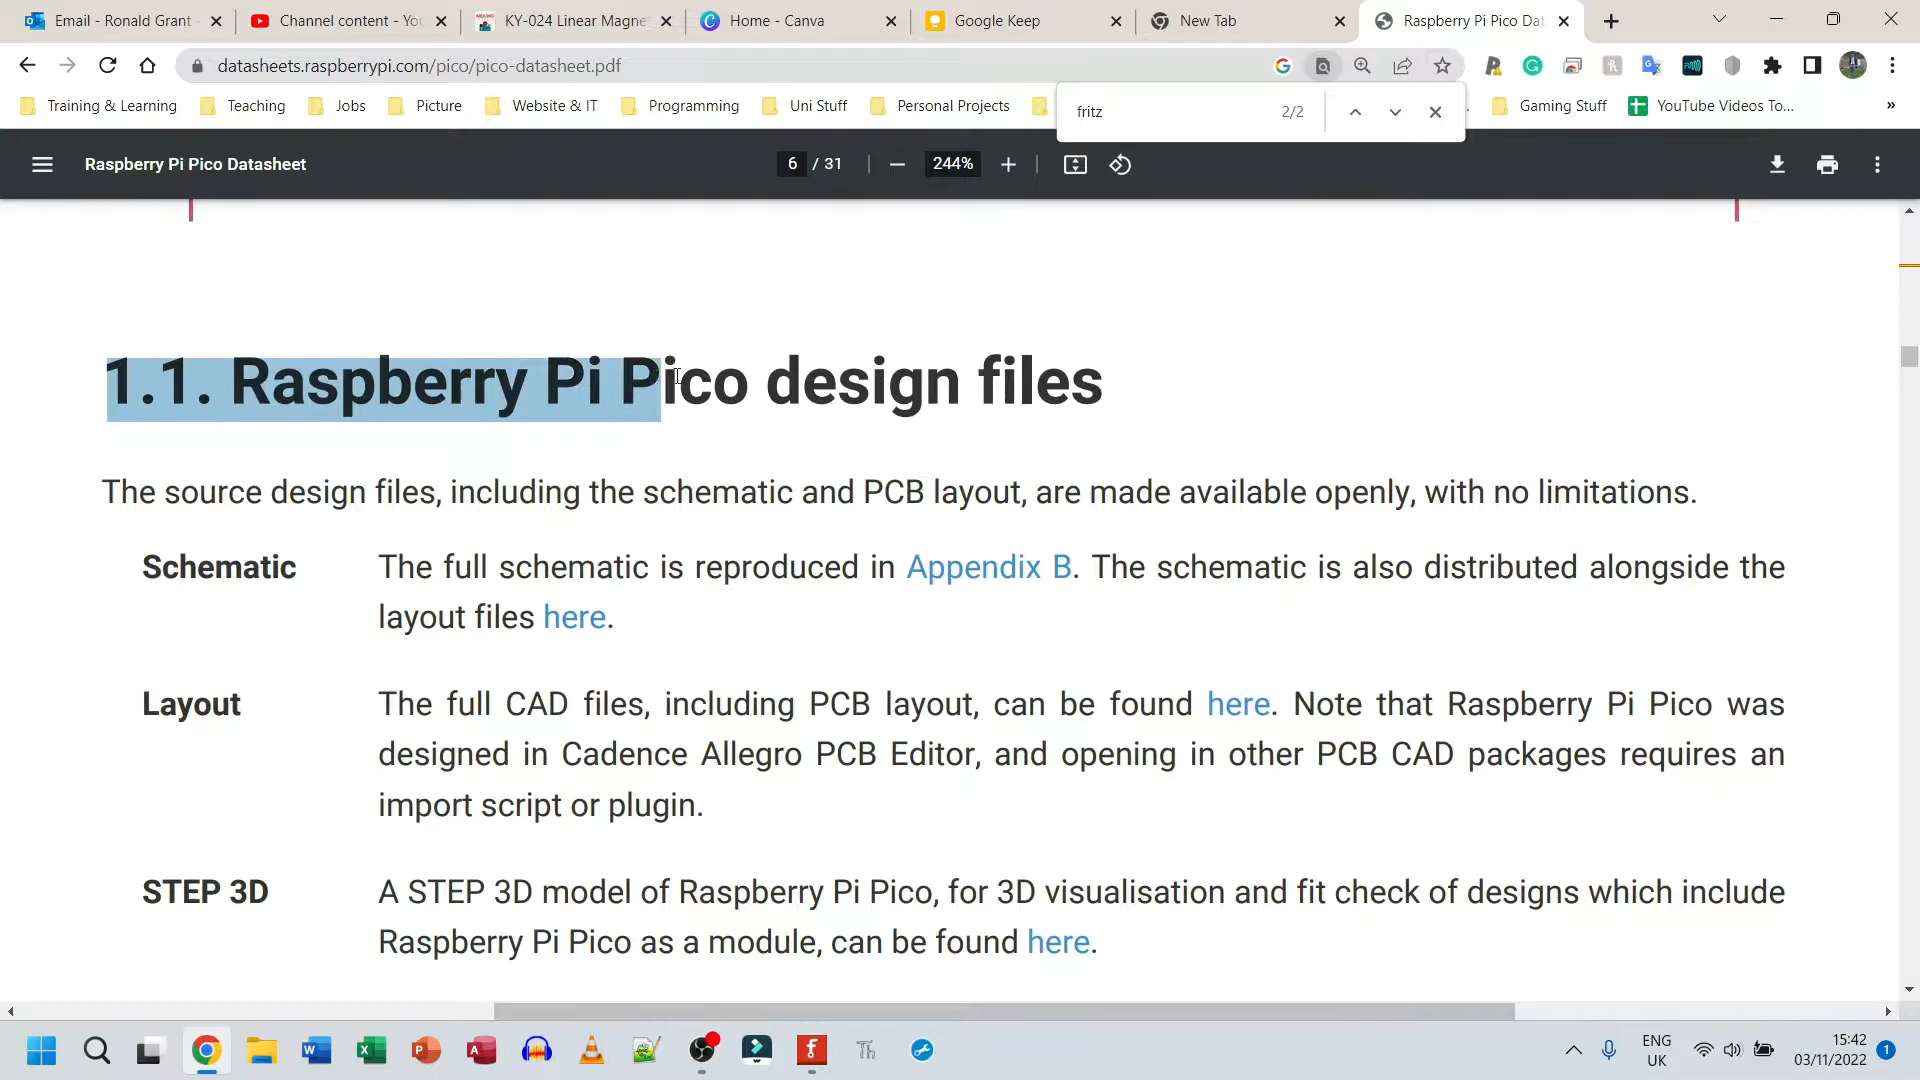 Email - Ronald Grant
Channel content - Yo
KY-024 Linear Magne
Home - Canva
Google Keep
New Tab
Raspberry Pi Pico Dat
datasheets.raspberrypi.com/pico/pico-datasheet.pdf
Training & Learning
Teaching
Jobs
Picture
Website & IT
Programming
Uni Stuff
Personal Projects
fritz
2/2
Gaming Stuff
YouTube Videos To...
»
Raspberry Pi Pico Datasheet
6 / 31
244%
1.1. Raspberry Pi Pico design files
The source design files, including the schematic and PCB layout, are made available openly, with no limitations.
Schematic
The full schematic is reproduced in Appendix B. The schematic is also distributed alongside the
layout files here.
Layout
The full CAD files, including PCB layout, can be found here. Note that Raspberry Pi Pico was
designed in Cadence Allegro PCB Editor, and opening in other PCB CAD packages requires an
import script or plugin.
STEP 3D
A STEP 3D model of Raspberry Pi Pico, for 3D visualisation and fit check of designs which include
Raspberry Pi Pico as a module, can be found here.
ENG
UK
15:42
03/11/2022
1